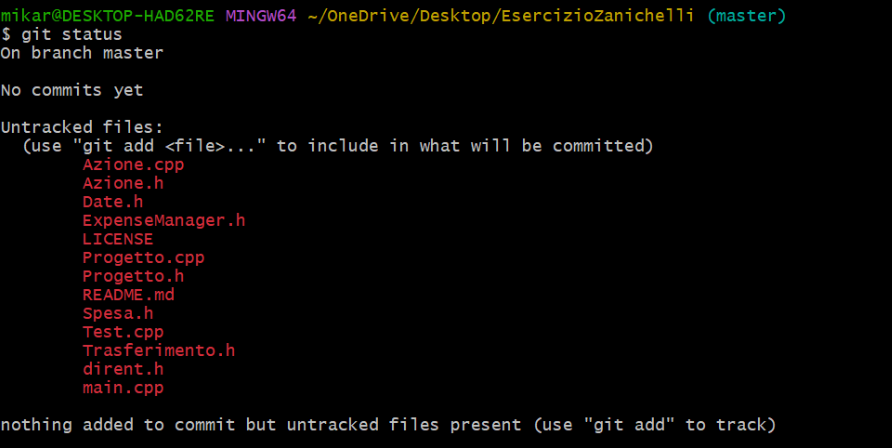 mikar@DESKTOP-HAD62RE MINGW64 ~/OneDrive/Desktop/EsercizioZanichelli (master)
$ git status
On branch master
No commits yet
Untracked files:
(use "git add <file>..." to include in what will be committed)
Azione.cpp
Azione.h
Date.h
ExpenseManager.h
LICENSE
Progetto.cpp
Progetto.h
README.md
Spesa.h
Test.cpp
Trasferimento.h
dirent.h
main.cpp
nothing added to commit but untracked files present (use "git add" to track)